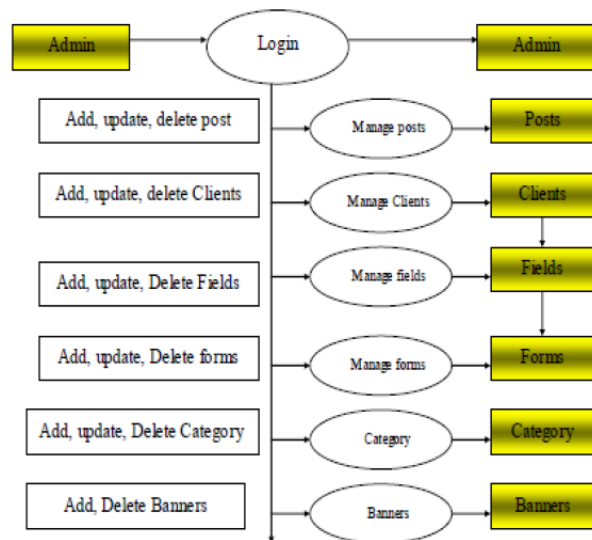 Admin
Login
Admin
Add, update, delete post
Manage posts
Posts
Add, update, delete Clients
Manage Clients
Clients
Add, update, Delete Fields
Manage fields
Fields
Add, update, Delete forms
Manage forms
Forms
Add, update, Delete Category
Category
Category
Add, Delete Banners
Banners
Banners